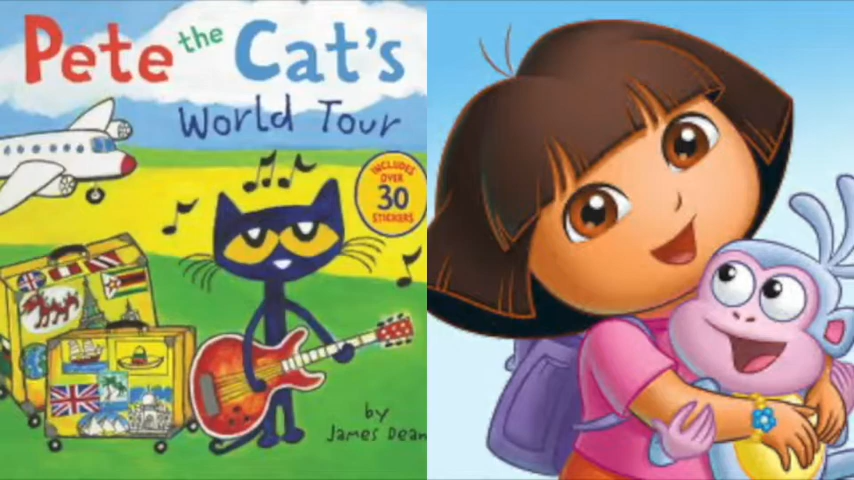 Pete the Cat's
World Tour
INCLUDES
OVER
30
STICKERS
by
James Dean